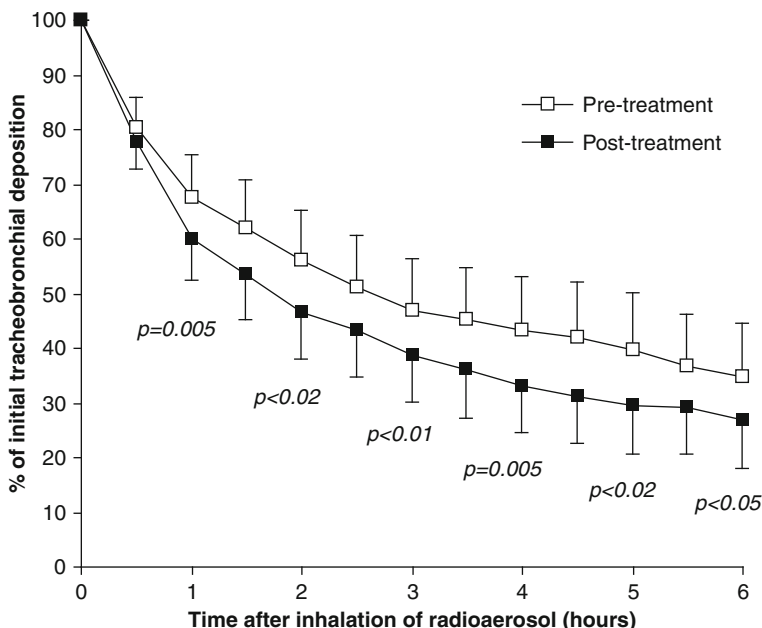 % of initial tracheobronchial deposition
100
90
80
70
60
50
40
30
20
10
0
Pre-treatment
Post-treatment
p=0.005
p<0.02
p<0.01
p=0.005
p<0.02
p<0.05
0 1 2 3 4 5 6
Time after inhalation of radioaerosol (hours)